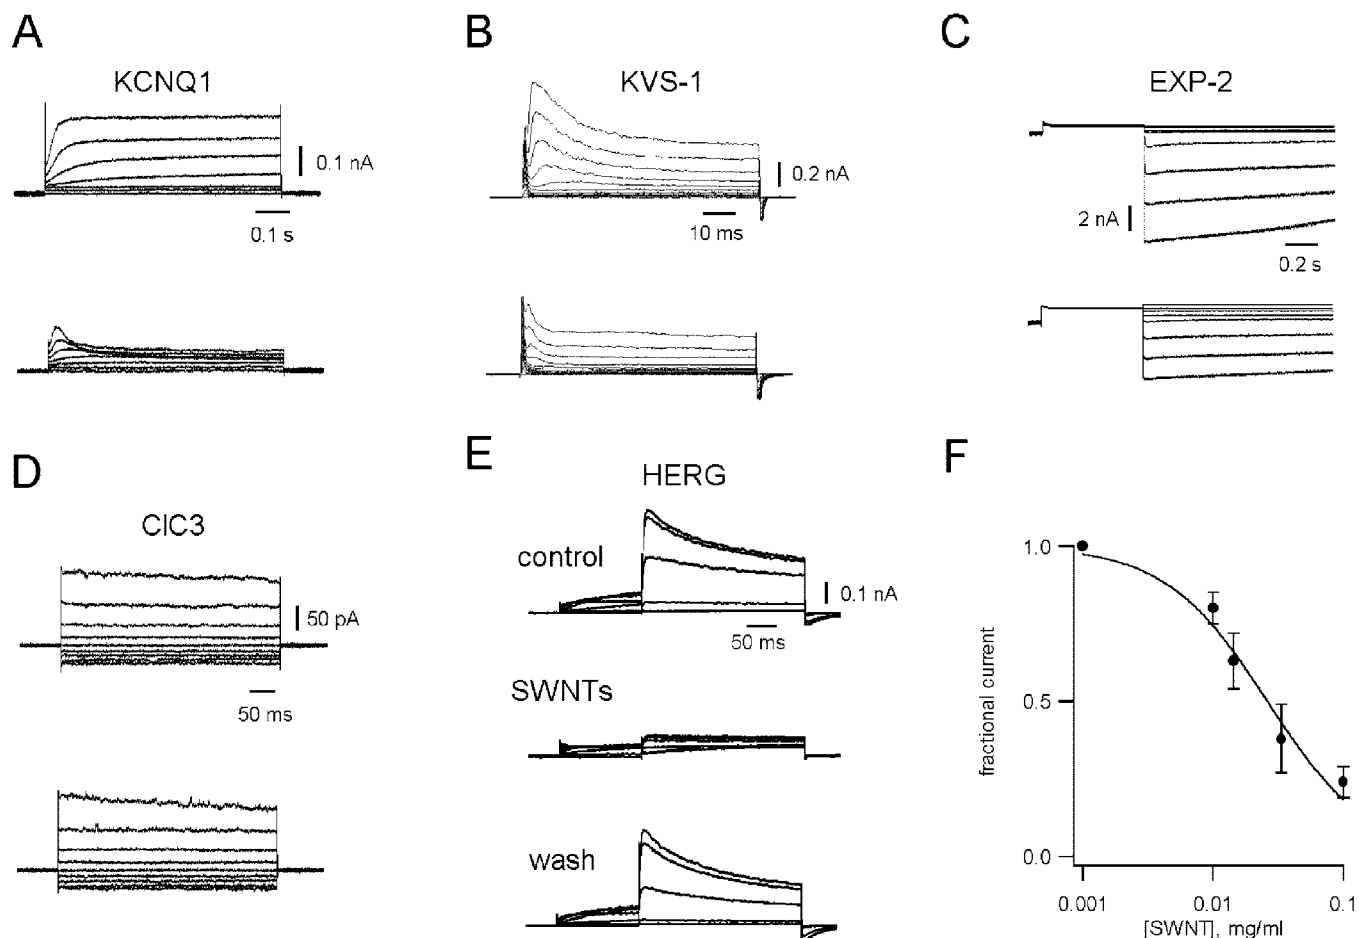 A
B
C
KCNQ1
KVS-1
EXP-2
0.1 nA
0.1 s
0.2 nA
10 ms
2 nA
0.2 s
D
E
F
ClC3
HERG
50 pA
50 ms
control
0.1 nA
50 ms
SWNTs
wash
1.0
0.5
0.0
fractional current
0.001
0.01
0.1
[SWNT], mg/ml